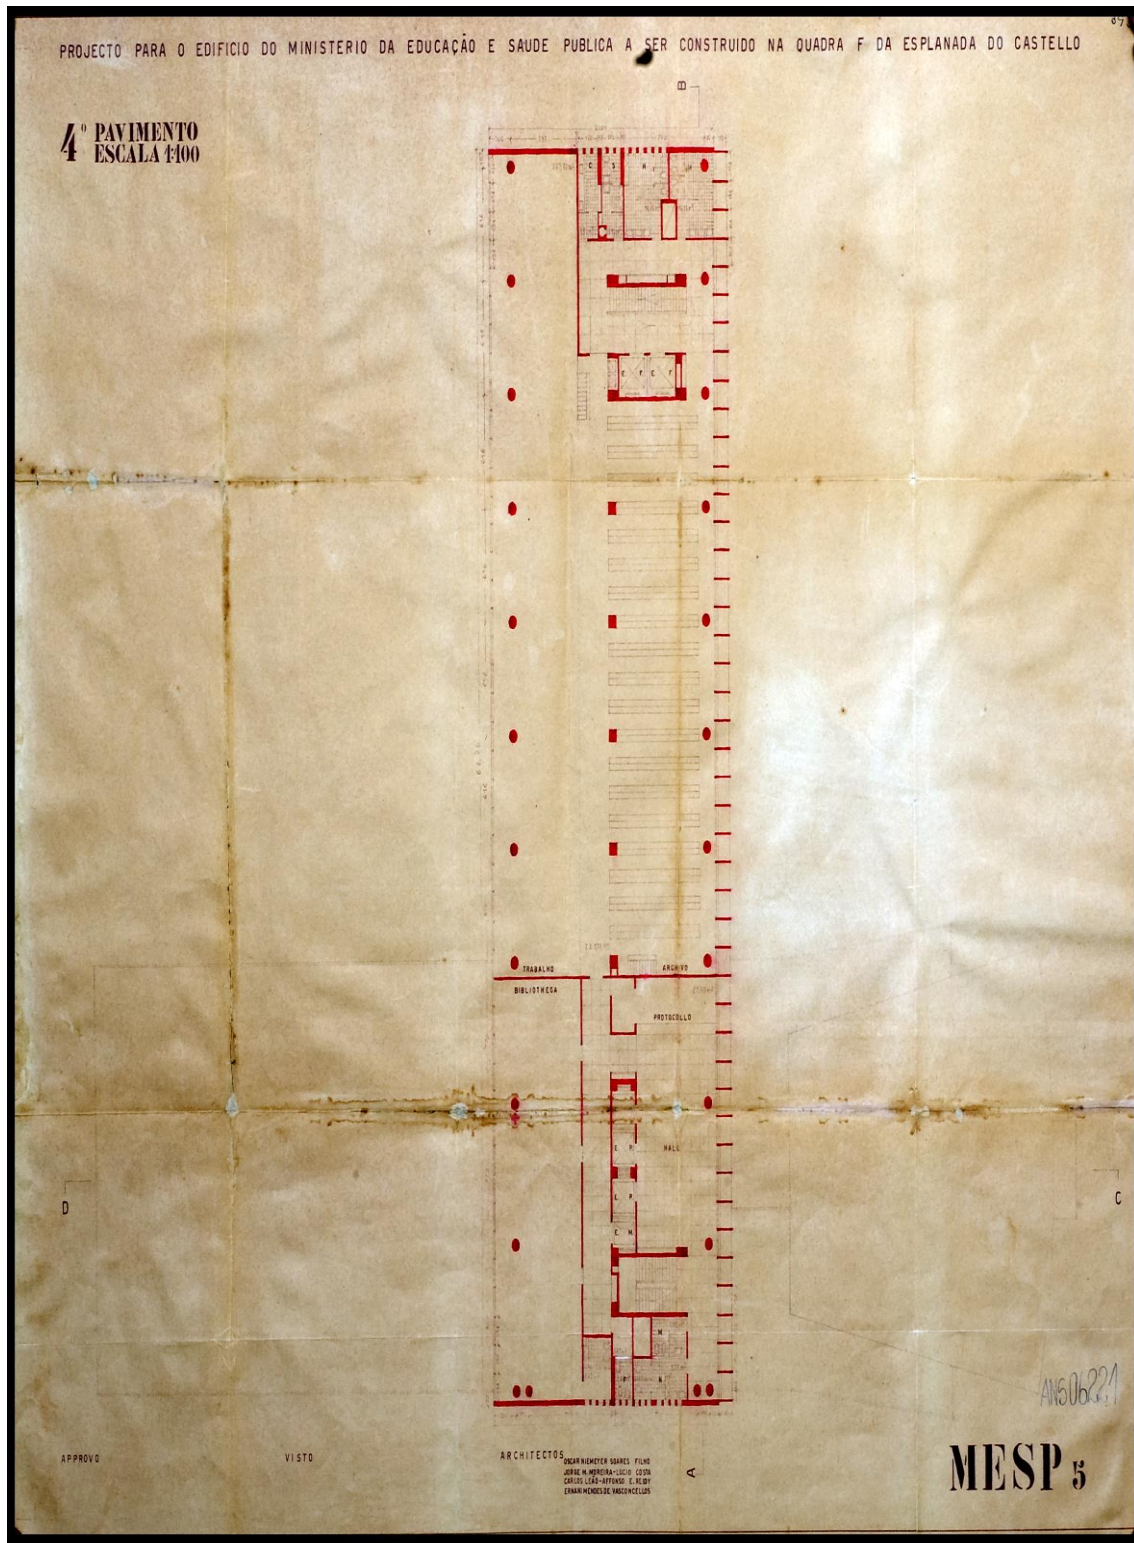 PROJECTO PARA O EDIFICIO DO MINISTERIO DA EDUCAÇÃO E SAUDE PUBLICA A SER CONSTRUIDO NA QUADRA F DA ESPLANADA DO CASTELLO
B
4º PAVIMENTO
ESCALA 1:100
C S H
E. F. E. F
TRABALHO
ARCHIVO
BIBLIOTHECA
PROTOCOLLO
E. P.
HALL
E. P.
E. M.
D
C
M
H
AN506221
APPROVO
VISTO
ARCHITECTOS
OSCAR NIEMEYER SOARES FILHO
JORGE M. MOREIRA-LUCIO COSTA
CARLOS LEÃO-AFFONSO E. REIDY
ERNANI MENDES DE VASCONCELLOS
A
MESP 5